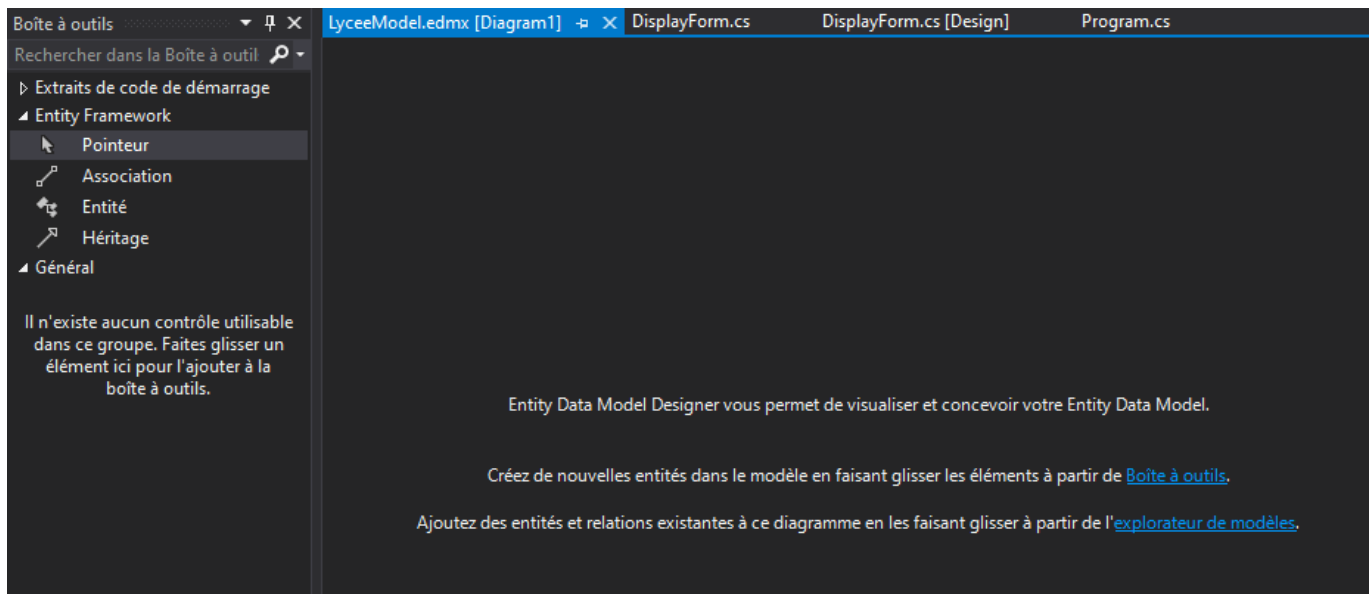 Boîte à outils
LyceeModel.edmx [Diagram1]
DisplayForm.cs
DisplayForm.cs [Design]
Program.cs
Rechercher dans la Boîte à outil
Extraits de code de démarrage
Entity Framework
Pointeur
Association
Entité
Héritage
Général
Il n'existe aucun contrôle utilisable
dans ce groupe. Faites glisser un
élément ici pour l'ajouter à la
boîte à outils.
Entity Data Model Designer vous permet de visualiser et concevoir votre Entity Data Model.
Créez de nouvelles entités dans le modèle en faisant glisser les éléments à partir de Boîte à outils.
Ajoutez des entités et relations existantes à ce diagramme en les faisant glisser à partir de l'explorateur de modèles.